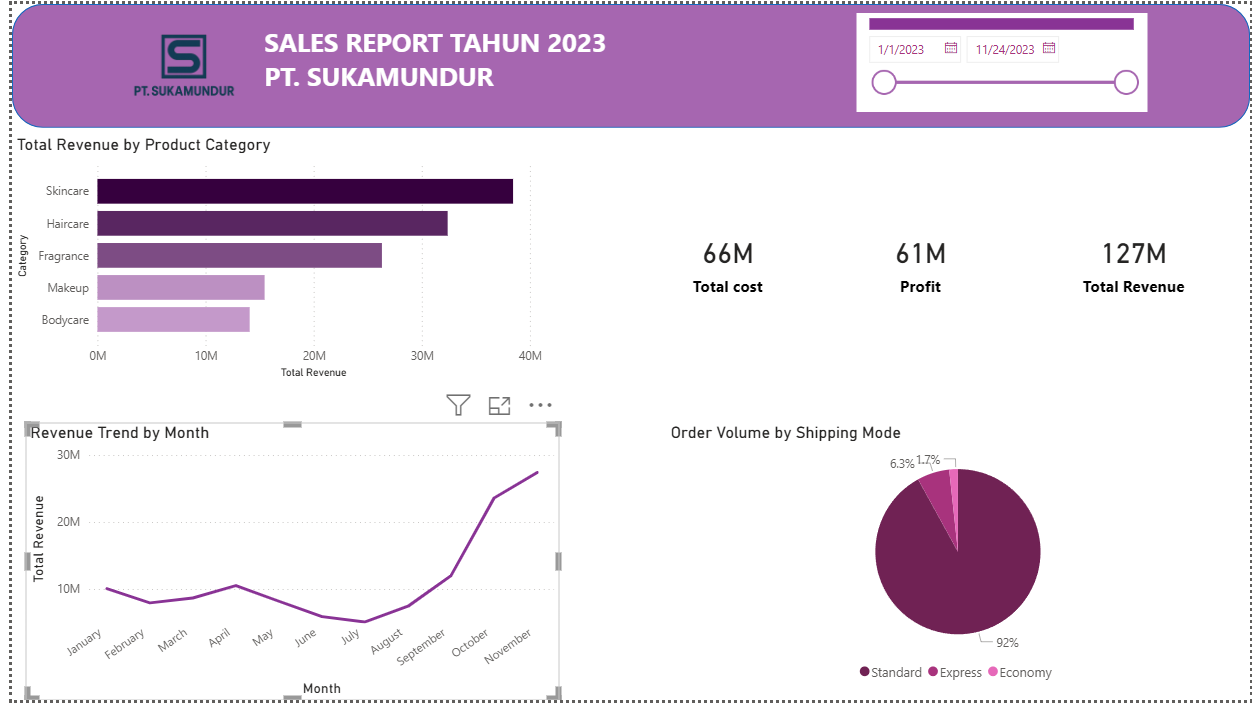 PT. SUKAMUNDUR
SALES REPORT TAHUN 2023
PT. SUKAMUNDUR
1/1/2023
11/24/2023
Total Revenue by Product Category
Category
Skincare
Haircare
Fragrance
Makeup
Bodycare
0M 10M 20M 30M 40M
Total Revenue
66M
Total cost
61M
Profit
127M
Total Revenue
Revenue Trend by Month
Total Revenue
30M
20M
10M
January February March April May June July August September October November
Month
Order Volume by Shipping Mode
6.3% 1.7%
92%
Standard Express Economy